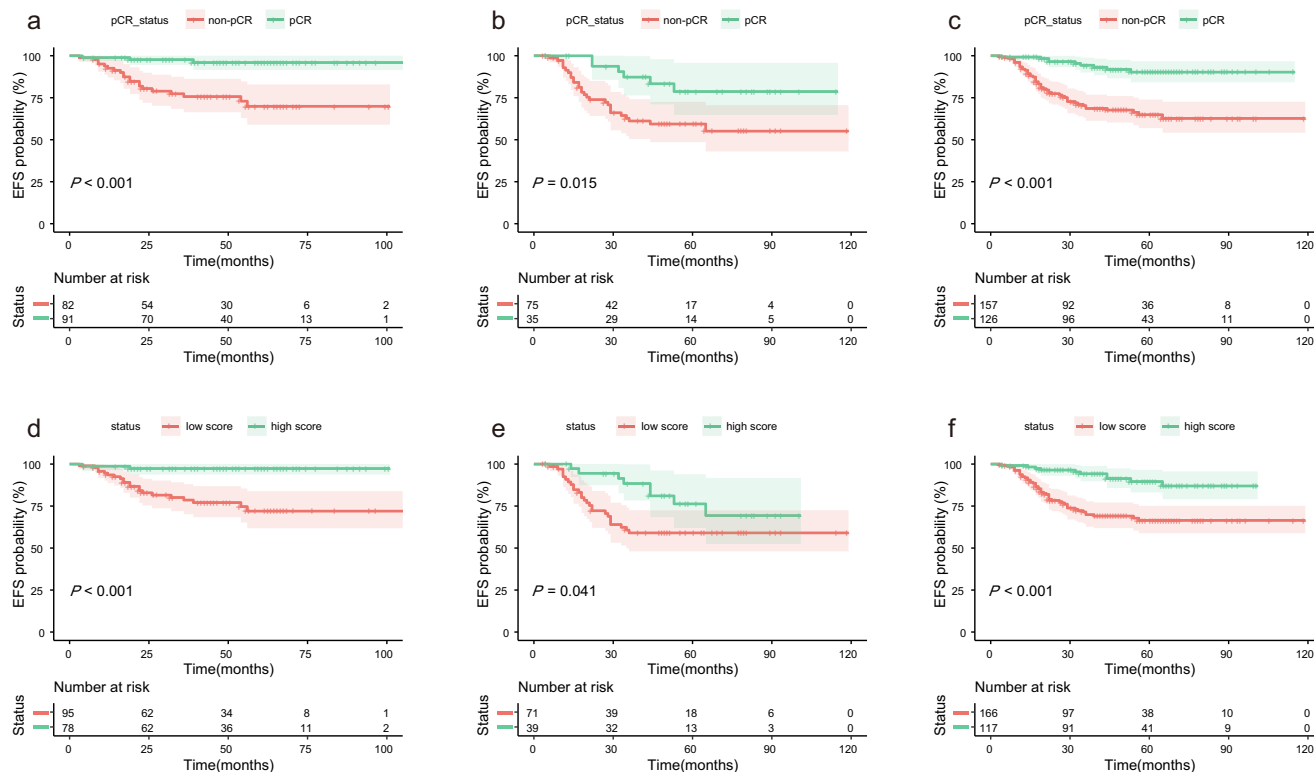 a
pCR_status non-pCR pCR
100
75
50
25
0
EFS probability (%)
P < 0.001
0 25 50 75 100
Time(months)
Number at risk
Status
82 54 30 6 2
91 70 40 13 1
0 25 50 75 100
Time(months)
b
pCR_status non-pCR pCR
100
75
50
25
0
EFS probability (%)
P = 0.015
0 30 60 90 120
Time(months)
Number at risk
Status
75 42 17 4 0
35 29 14 5 0
0 30 60 90 120
Time(months)
c
pCR_status non-pCR pCR
100
75
50
25
0
EFS probability (%)
P < 0.001
0 30 60 90 120
Time(months)
Number at risk
Status
157 92 36 8 0
126 96 43 11 0
0 30 60 90 120
Time(months)
d
status low score high score
100
75
50
25
0
EFS probability (%)
P < 0.001
0 25 50 75 100
Time(months)
Number at risk
Status
95 62 34 8 1
78 62 36 11 2
0 25 50 75 100
Time(months)
e
status low score high score
100
75
50
25
0
EFS probability (%)
P = 0.041
0 30 60 90 120
Time(months)
Number at risk
Status
71 39 18 6 0
39 32 13 3 0
0 30 60 90 120
Time(months)
f
status low score high score
100
75
50
25
0
EFS probability (%)
P < 0.001
0 30 60 90 120
Time(months)
Number at risk
Status
166 97 38 10 0
117 91 41 9 0
0 30 60 90 120
Time(months)